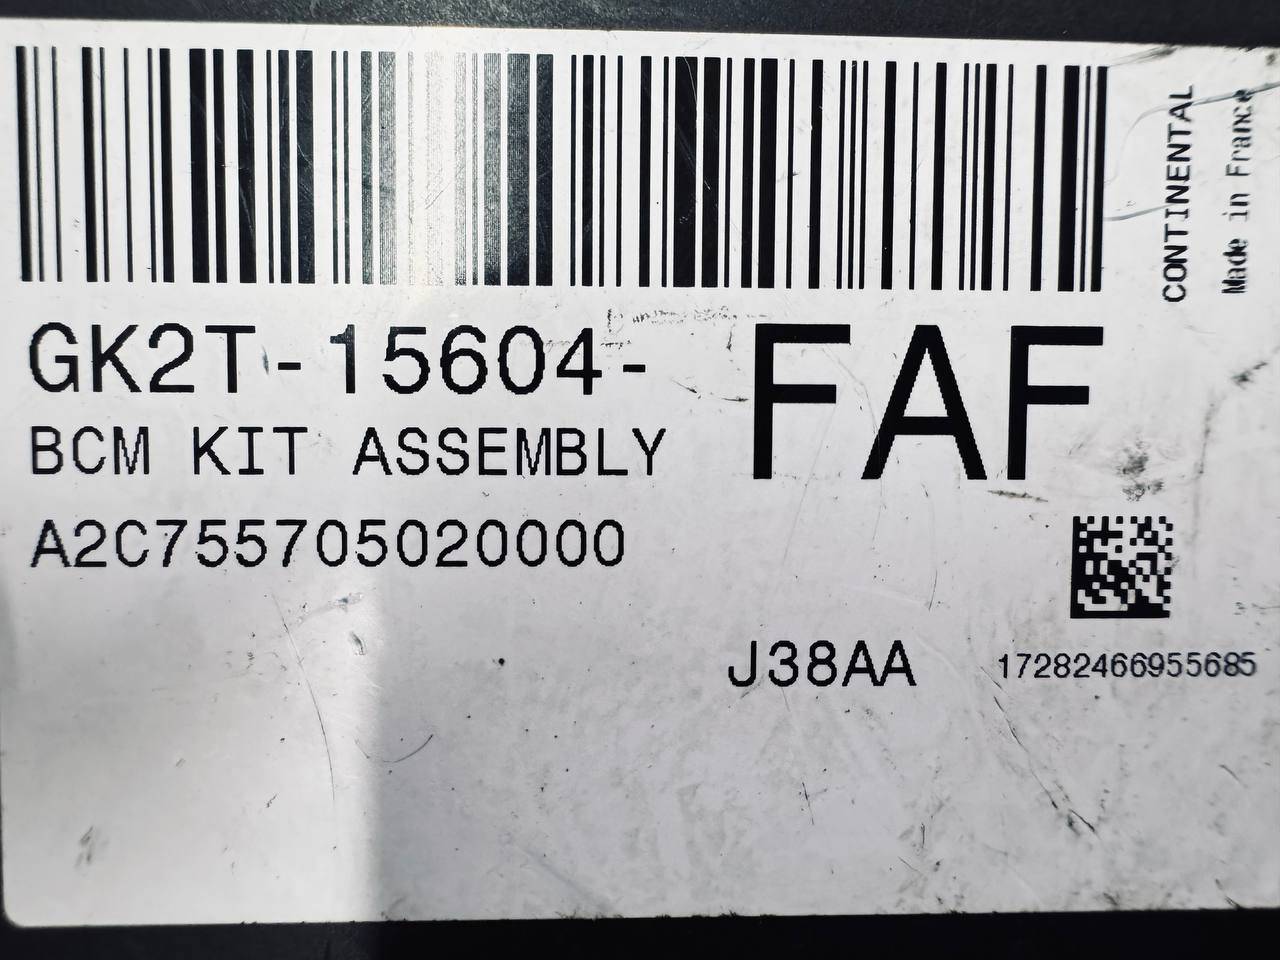 GK2T-15604- FAF
BCM KIT ASSEMBLY
A2C755705020000
J38AA
17282466955685
CONTINENTAL
Made in France